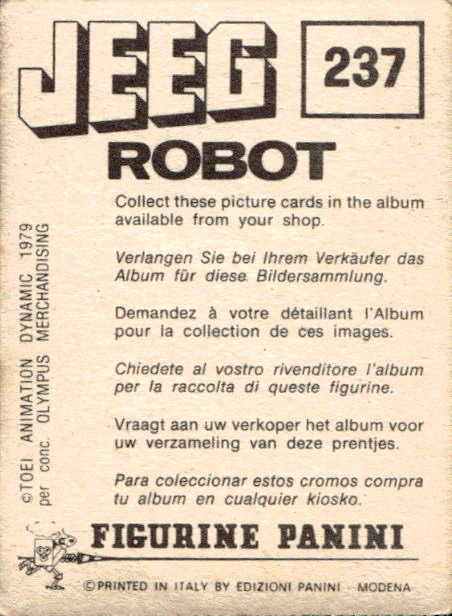 JEEG
237
ROBOT
Collect these picture cards in the album
available from your shop.
Verlangen Sie bei Ihrem Verkäufer das
Album für diese Bildersammlung.
Demandez à votre détaillant l'Album
pour la collection de ces images.
Chiedete al vostro rivenditore l'album
per la raccolta di queste figurine.
Vraagt aan uw verkoper het album voor
uw verzameling van deze prentjes.
Para coleccionar estos cromos compra
tu album en cualquier kiosko.
©TOEI ANIMATION DYNAMIC 1979
per conc. OLYMPUS MERCHANDISING
FIGURINE PANINI
©PRINTED IN ITALY BY EDIZIONI PANINI - MODENA